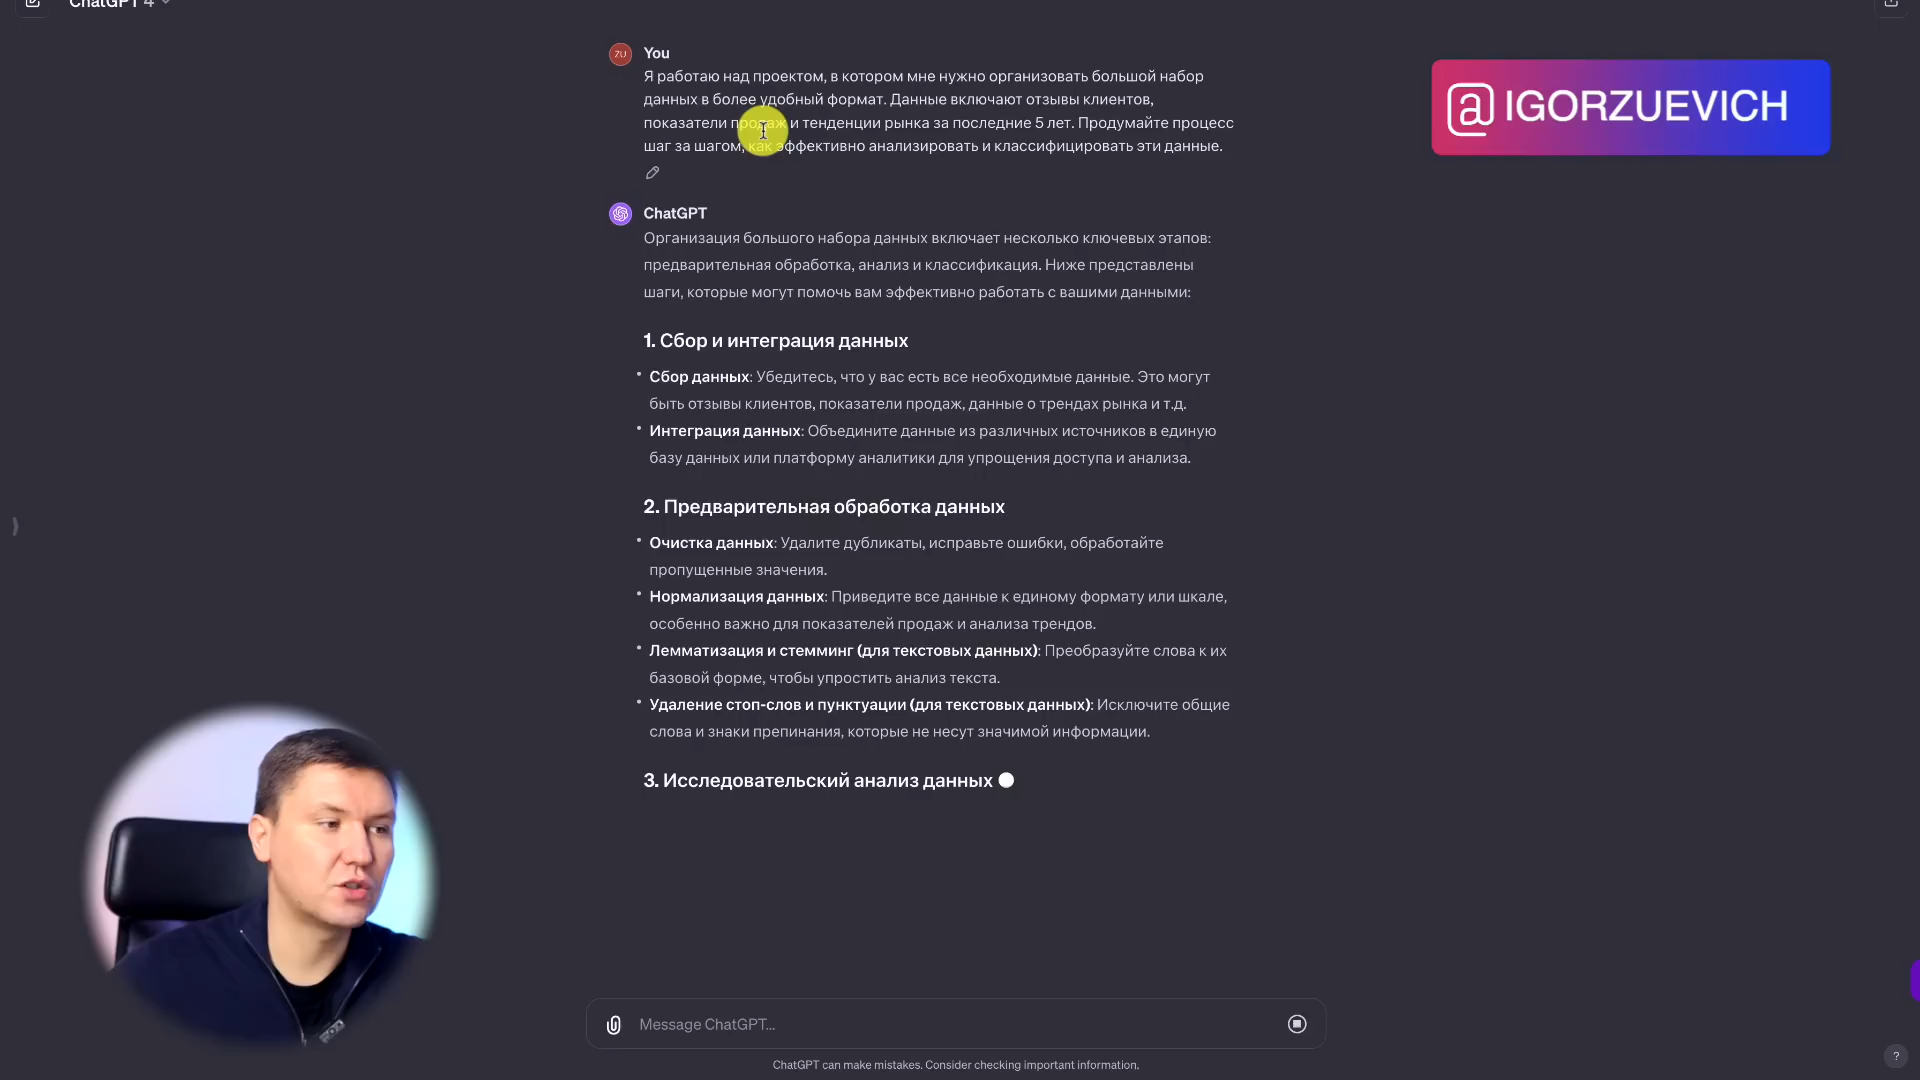 ChatGPT 4
ZU
You
Я работаю над проектом, в котором мне нужно организовать большой набор
данных в более удобный формат. Данные включают отзывы клиентов,
показатели продаж и тенденции рынка за последние 5 лет. Продумайте процесс
шаг за шагом, как эффективно анализировать и классифицировать эти данные.
@IGORZUEVICH
ChatGPT
Организация большого набора данных включает несколько ключевых этапов:
предварительная обработка, анализ и классификация. Ниже представлены
шаги, которые могут помочь вам эффективно работать с вашими данными:
1. Сбор и интеграция данных
• Сбор данных: Убедитесь, что у вас есть все необходимые данные. Это могут
быть отзывы клиентов, показатели продаж, данные о трендах рынка и т.д.
• Интеграция данных: Объедините данные из различных источников в единую
базу данных или платформу аналитики для упрощения доступа и анализа.
2. Предварительная обработка данных
• Очистка данных: Удалите дубликаты, исправьте ошибки, обработайте
пропущенные значения.
• Нормализация данных: Приведите все данные к единому формату или шкале,
особенно важно для показателей продаж и анализа трендов.
• Лемматизация и стемминг (для текстовых данных): Преобразуйте слова к их
базовой форме, чтобы упростить анализ текста.
• Удаление стоп-слов и пунктуации (для текстовых данных): Исключите общие
слова и знаки препинания, которые не несут значимой информации.
3. Исследовательский анализ данных
Message ChatGPT...
ChatGPT can make mistakes. Consider checking important information.
?